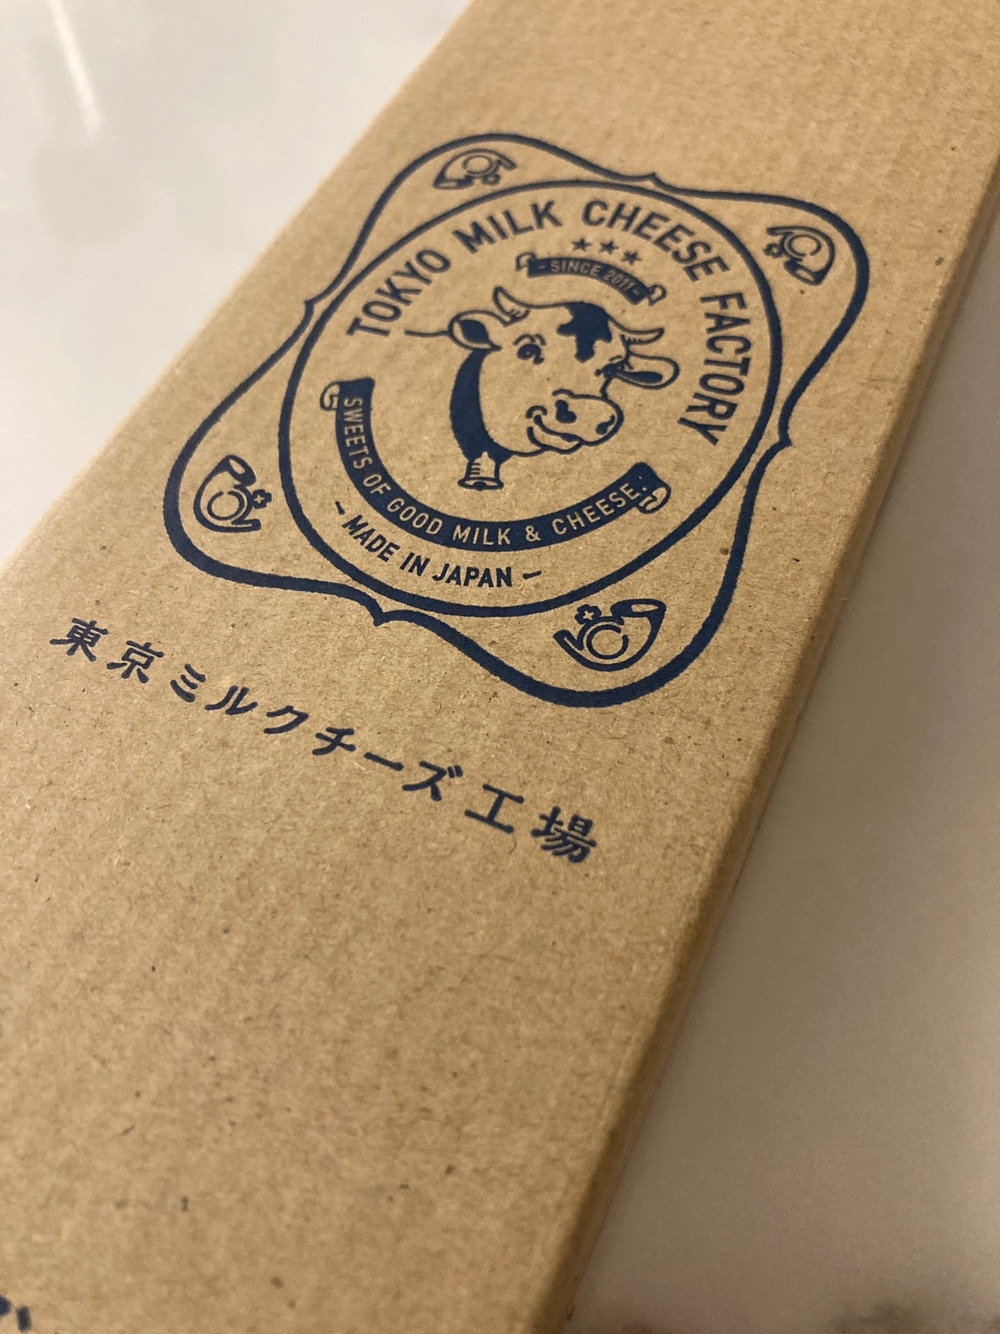 TOKYO MILK CHEESE FACTORY
- SINCE 2011 -
SWEETS OF GOOD MILK & CHEESE.
- MADE IN JAPAN -
東京ミルクチーズ工場